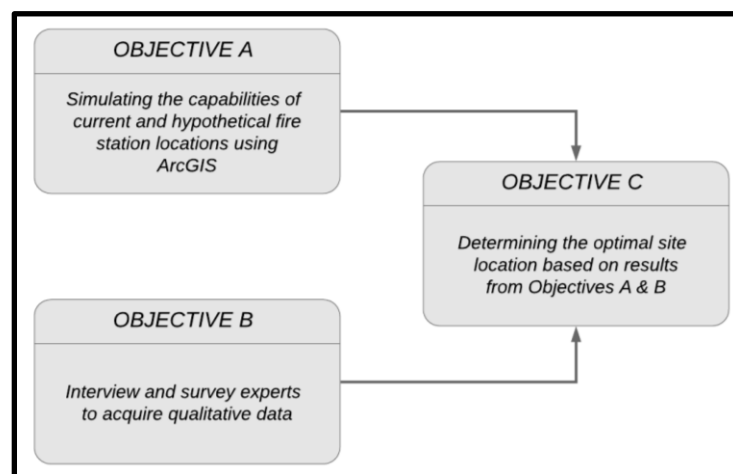 OBJECTIVE A
Simulating the capabilities of
current and hypothetical fire
station locations using
ArcGIS
OBJECTIVE B
Interview and survey experts
to acquire qualitative data
OBJECTIVE C
Determining the optimal site
location based on results
from Objectives A & B